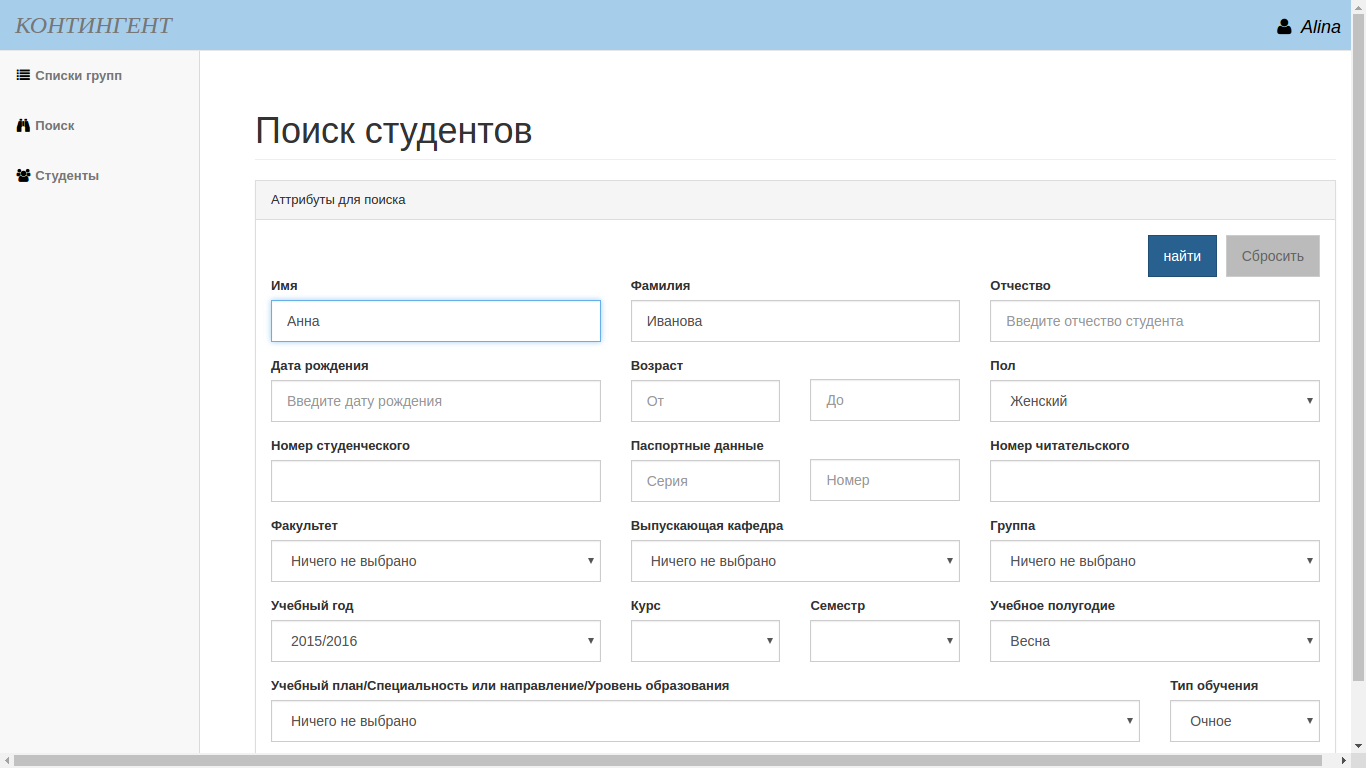 КОНТИНГЕНТ
Alina
Списки групп
Поиск
Студенты
Поиск студентов
Аттрибуты для поиска
найти Сбросить
Имя Фамилия Отчество
Анна Иванова Введите отчество студента
Дата рождения Возраст Пол
Введите дату рождения От До Женский
Номер студенческого Паспортные данные Номер читательского
Серия Номер
Факультет Выпускающая кафедра Группа
Ничего не выбрано Ничего не выбрано Ничего не выбрано
Учебный год Курс Семестр Учебное полугодие
2015/2016 Весна
Учебный план/Специальность или направление/Уровень образования Тип обучения
Ничего не выбрано Очное